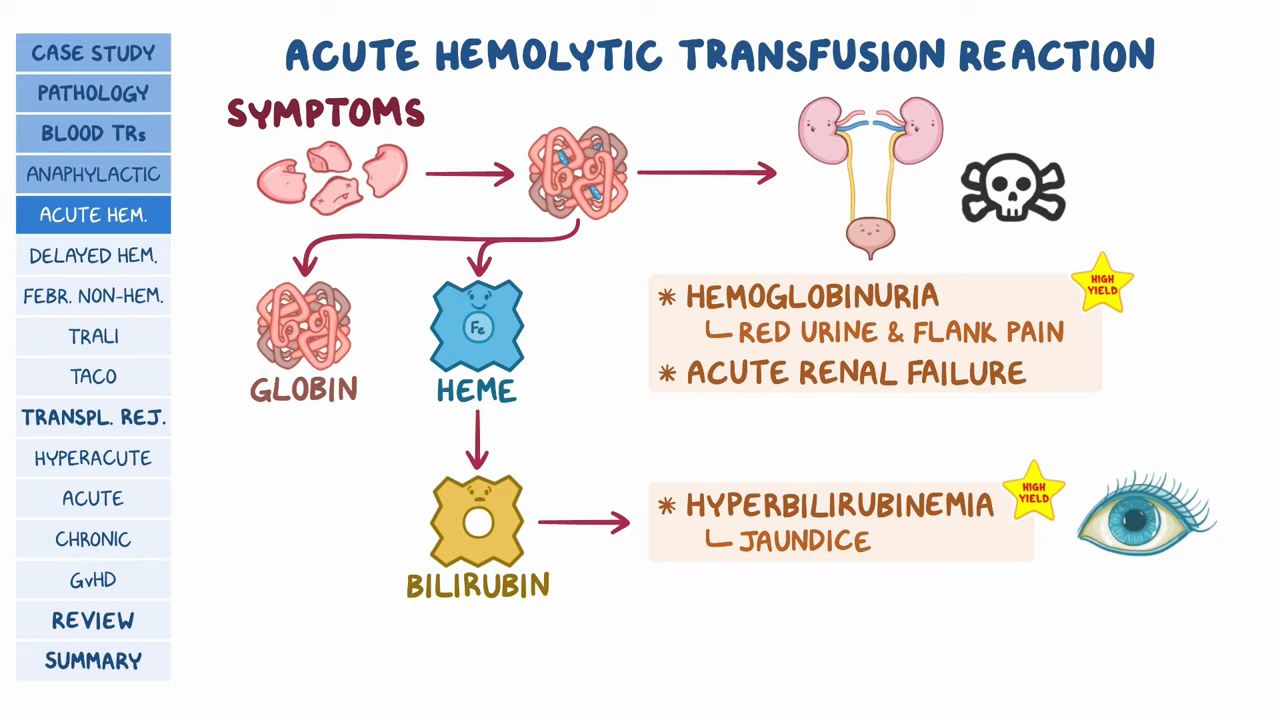 CASE STUDY
PATHOLOGY
BLOOD TRs
ANAPHYLACTIC
ACUTE HEM.
DELAYED HEM.
FEBR. NON-HEM.
TRALI
TACO
TRANSPL. REJ.
HYPERACUTE
ACUTE
CHRONIC
GvHD
REVIEW
SUMMARY
ACUTE HEMOLYTIC TRANSFUSION REACTION
SYMPTOMS
GLOBIN
Fe
HEME
* HEMOGLOBINURIA
RED URINE & FLANK PAIN
* ACUTE RENAL FAILURE
HIGH
YIELD
BILIRUBIN
* HYPERBILIRUBINEMIA
JAUNDICE
HIGH
YIELD